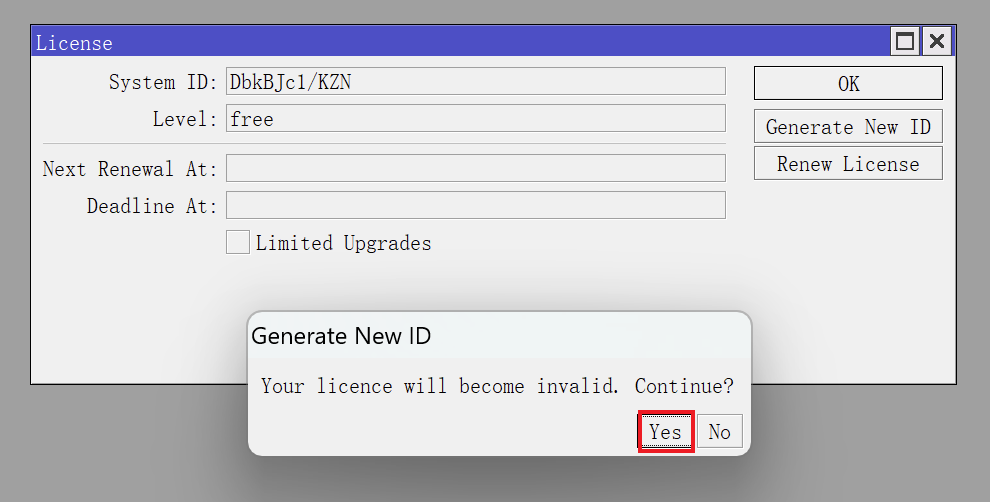 License
System ID: DbkBJc1/KZN
OK
Level: free
Generate New ID
Next Renewal At:
Renew License
Deadline At:
Limited Upgrades
Generate New ID
Your licence will become invalid. Continue?
Yes No